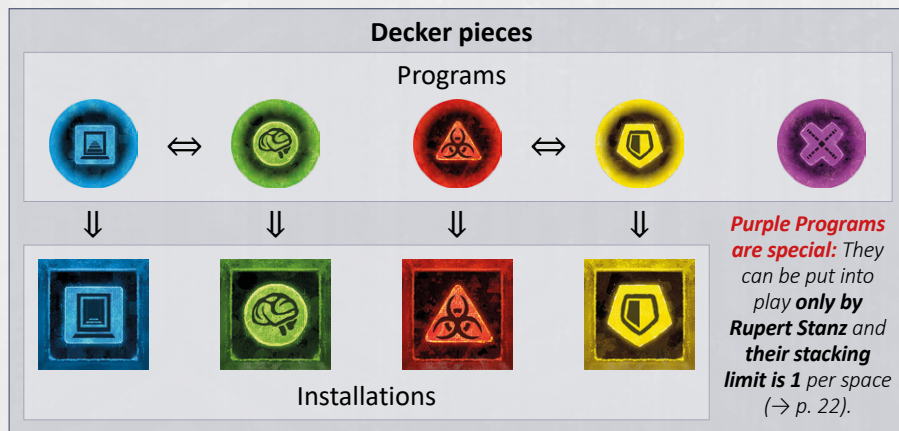 Decker pieces
Programs
⇔ ⇔
⇓ ⇓ ⇓ ⇓
Purple Programs
are special: They
can be put into
play only by
Rupert Stanz and
their stacking
limit is 1 per space
(→ p. 22).
Installations